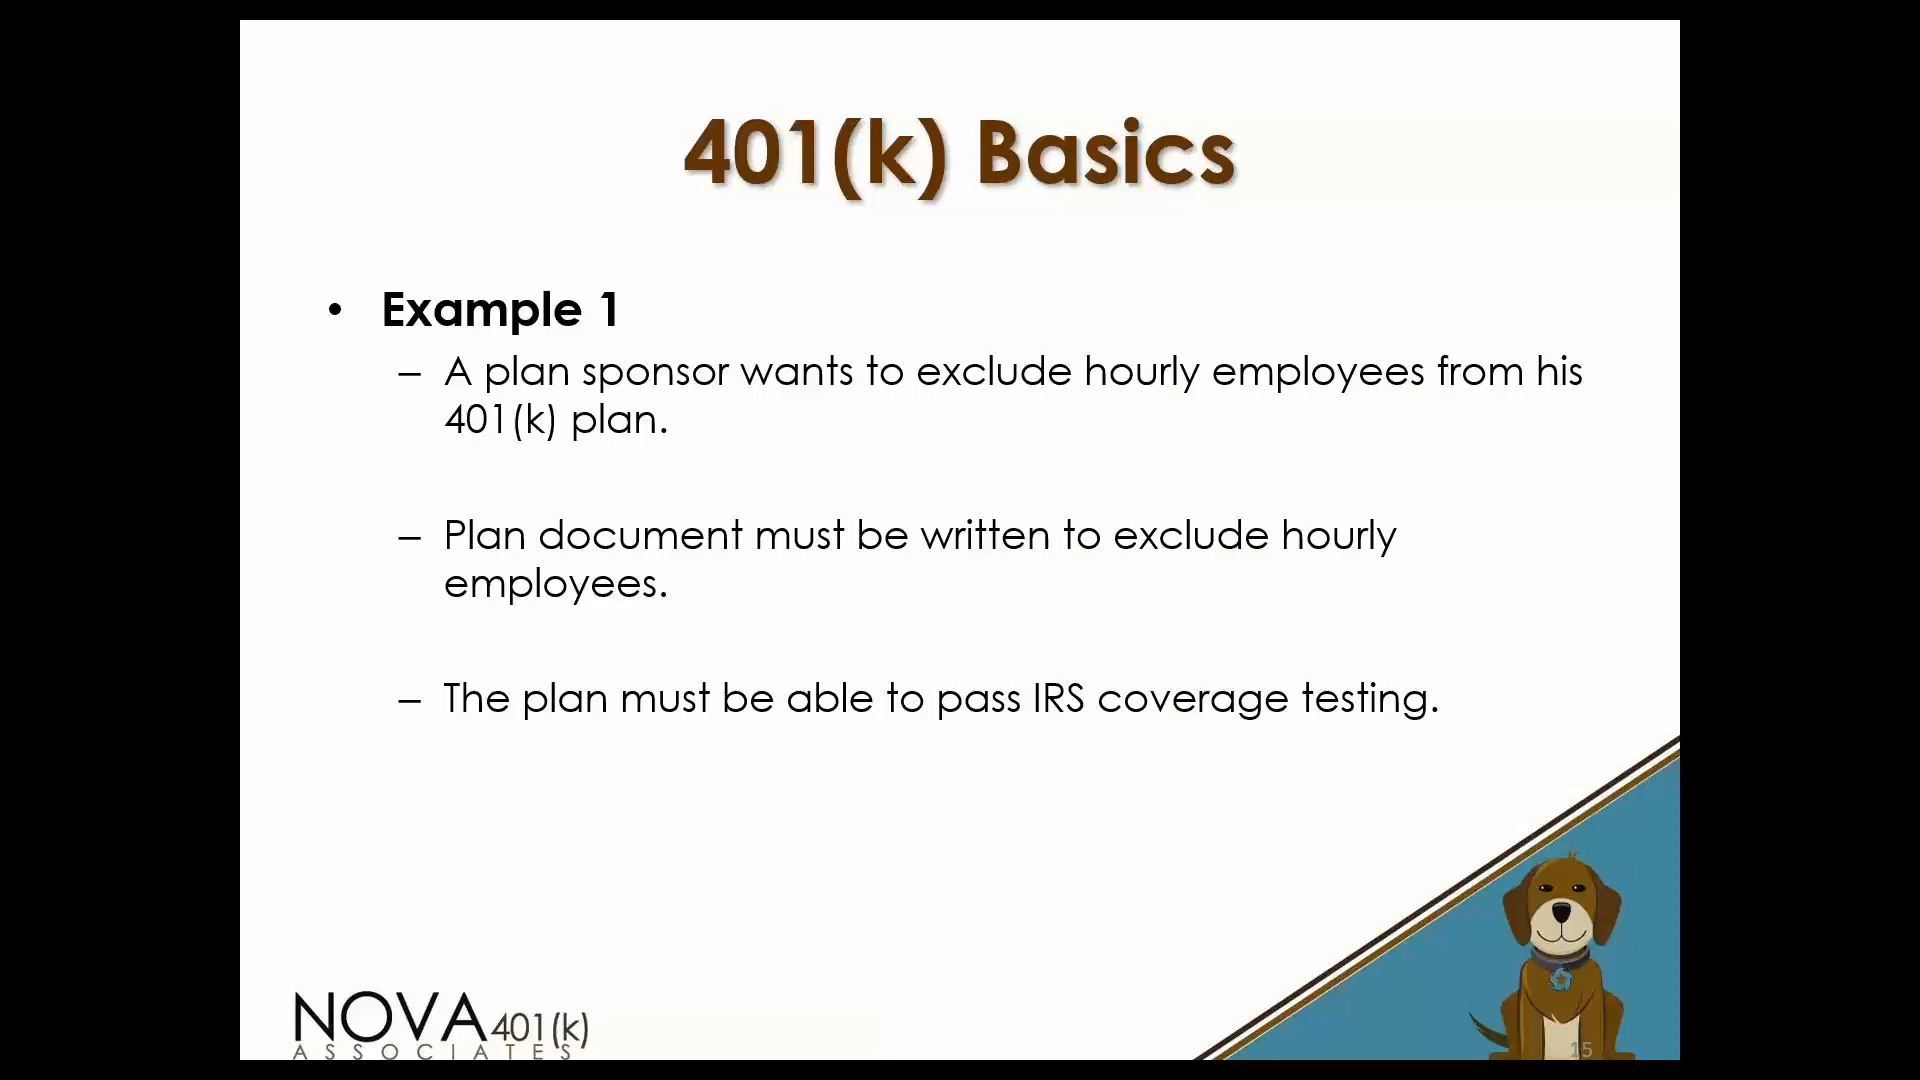 401(k) Basics
• Example 1
– A plan sponsor wants to exclude hourly employees from his
401(k) plan.
– Plan document must be written to exclude hourly
employees.
– The plan must be able to pass IRS coverage testing.
NOVA 401(k)
ASSOCIATES
15